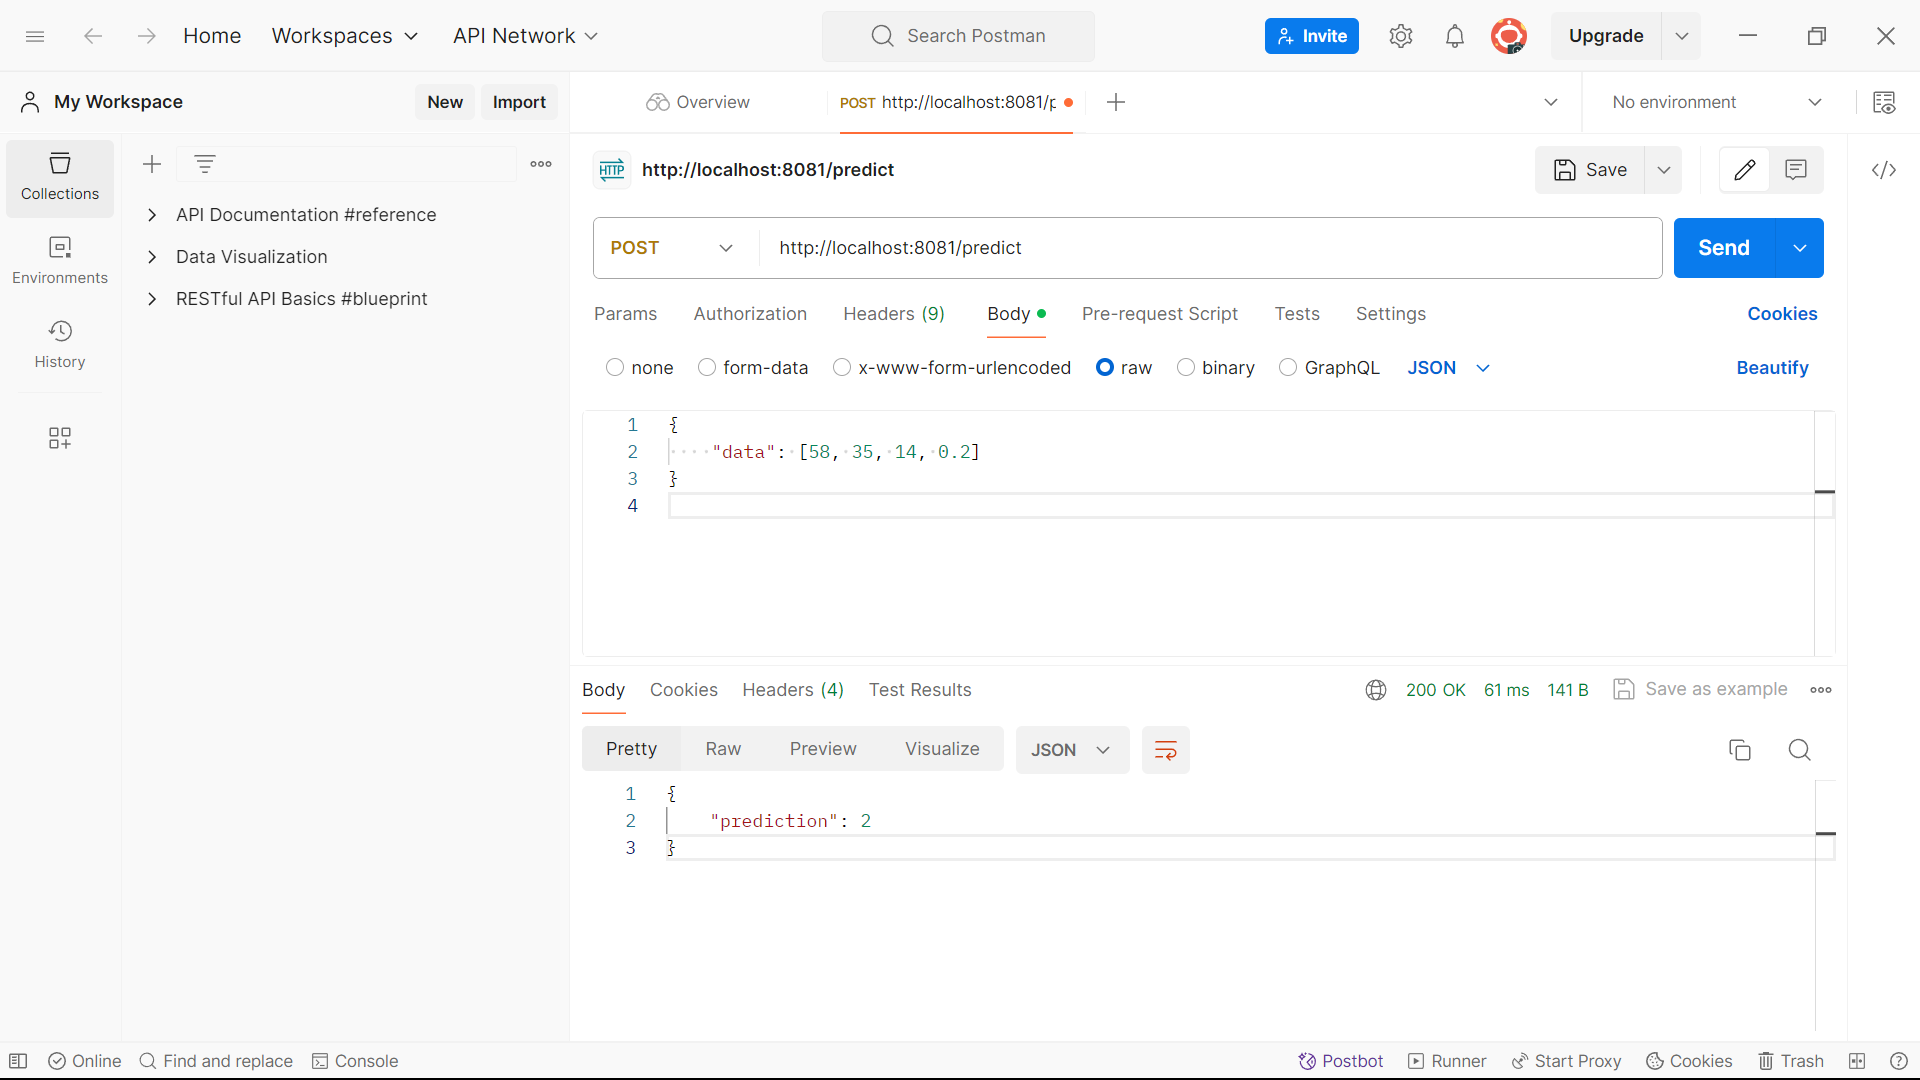 Home Workspaces API Network Search Postman Invite Upgrade
My Workspace New Import Overview POST http://localhost:8081/p No environment
Collections
Environments
History
API Documentation #reference
Data Visualization
RESTful API Basics #blueprint
HTTP http://localhost:8081/predict Save
POST http://localhost:8081/predict Send
Params Authorization Headers (9) Body Pre-request Script Tests Settings Cookies
none form-data x-www-form-urlencoded raw binary GraphQL JSON Beautify
1 {
2 "data": [58, 35, 14, 0.2]
3 }
4
Body Cookies Headers (4) Test Results 200 OK 61 ms 141 B Save as example
Pretty Raw Preview Visualize JSON
1 {
2 "prediction": 2
3 }
Online Find and replace Console Postbot Runner Start Proxy Cookies Trash